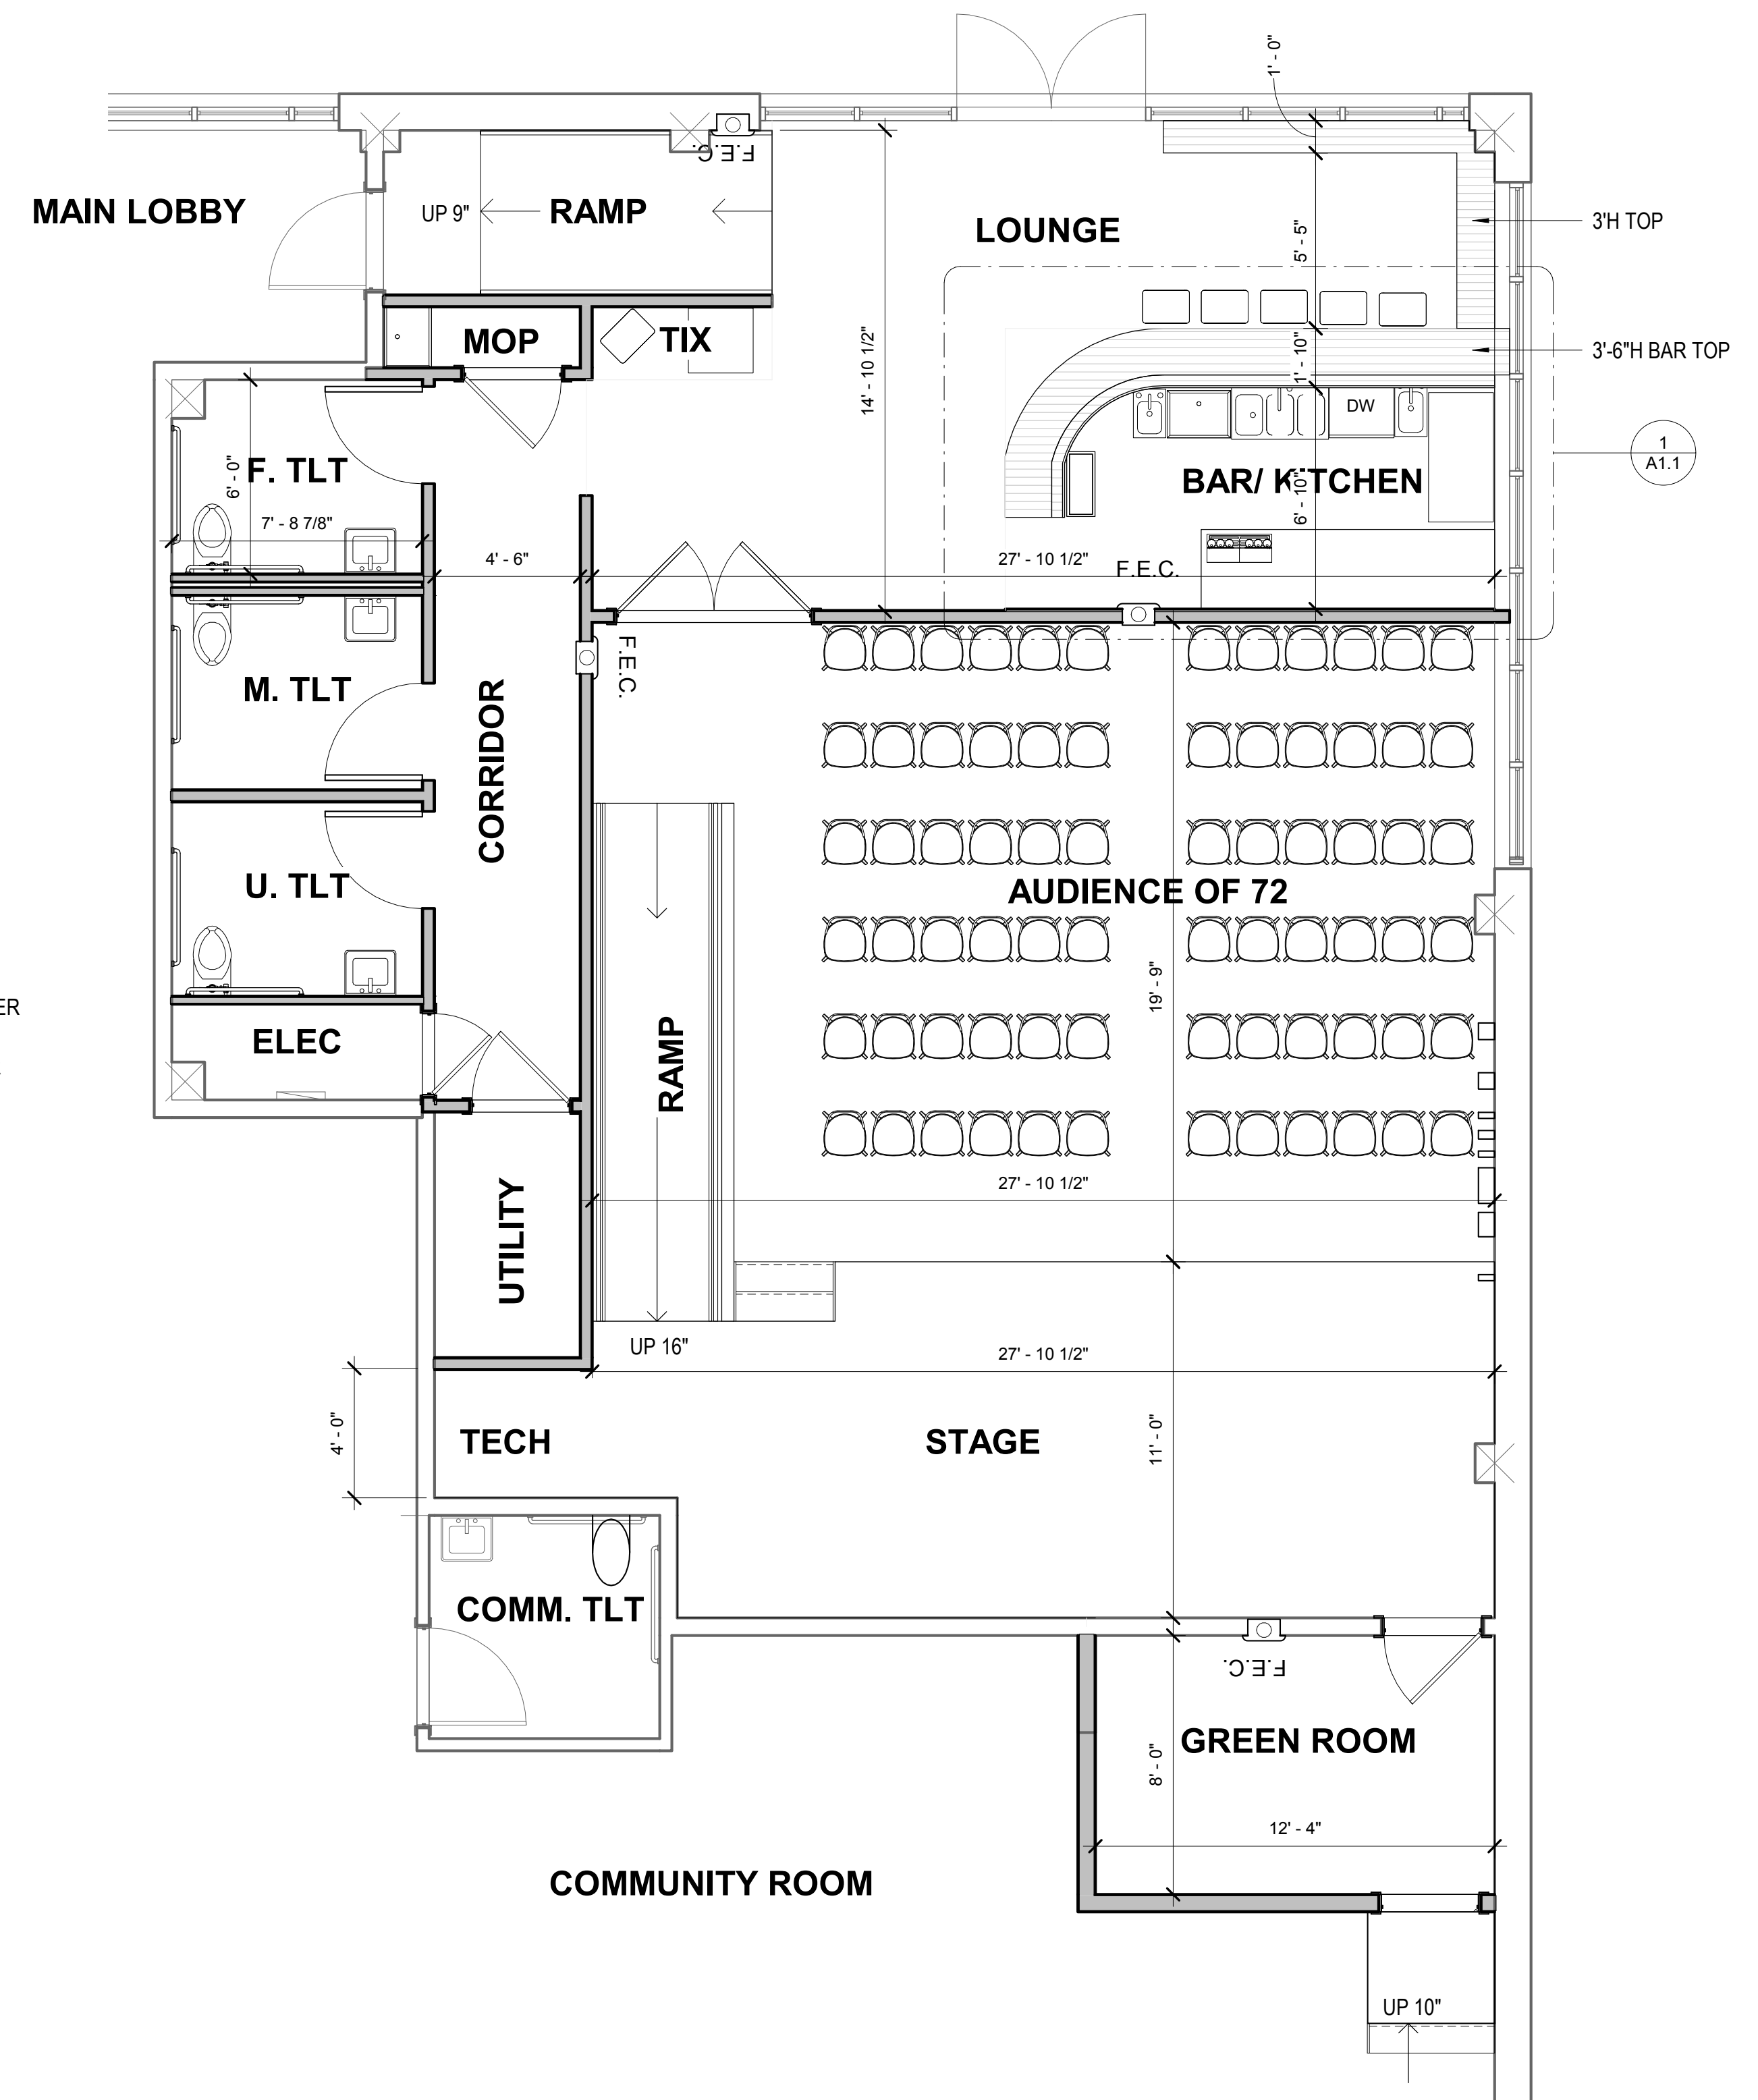 1' - 0"
F.E.C.
MAIN LOBBY
UP 9"
RAMP
LOUNGE
3'H TOP
5' - 5"
MOP
TIX
14' - 10 1/2"
1' - 10"
3'-6"H BAR TOP
DW
1
A1.1
F. TLT
6' - 0"
7' - 8 7/8"
4' - 6"
BAR/ KITCHEN
6' - 10"
27' - 10 1/2"
F.E.C.
F.E.C.
M. TLT
CORRIDOR
U. TLT
AUDIENCE OF 72
19' - 9"
ER
ELEC
RAMP
27' - 10 1/2"
UTILITY
UP 16"
27' - 10 1/2"
4' - 0"
TECH
STAGE
11' - 0"
COMM. TLT
F.E.C.
GREEN ROOM
8' - 0"
12' - 4"
COMMUNITY ROOM
UP 10"